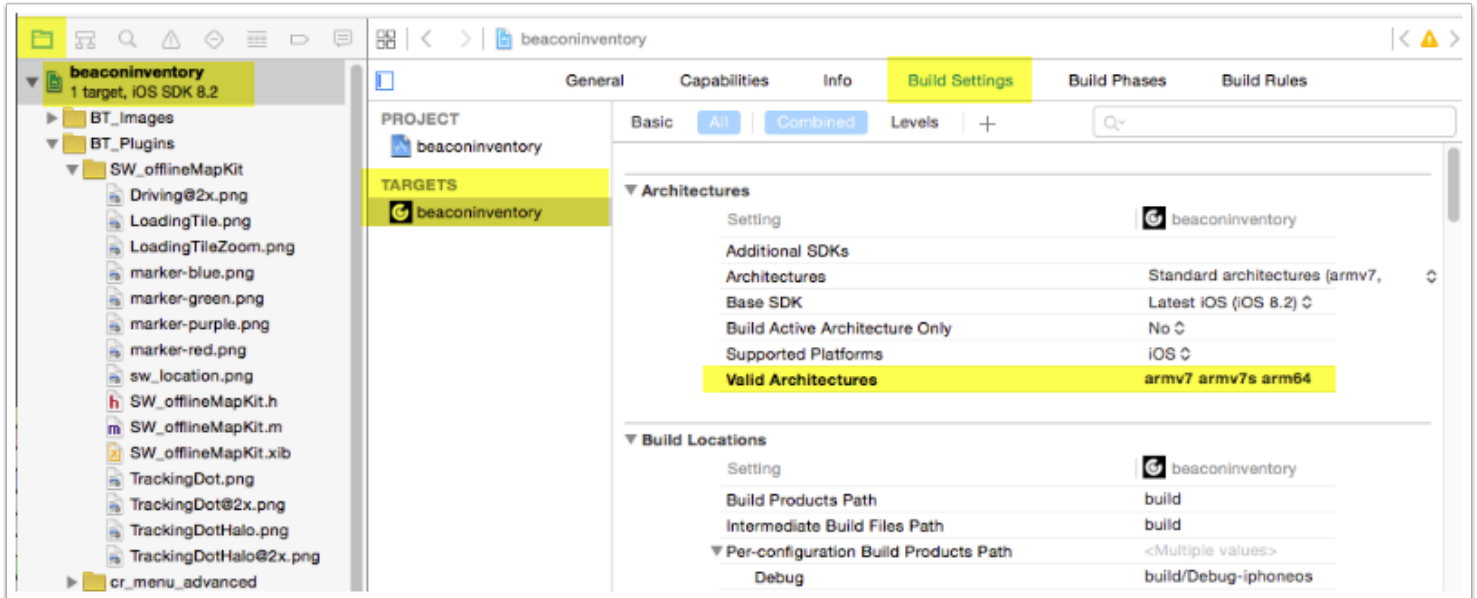 beaconinventory
beaconinventory
1 target, iOS SDK 8.2
BT_Images
BT_Plugins
SW_offlineMapKit
Driving@2x.png
LoadingTile.png
LoadingTileZoom.png
marker-blue.png
marker-green.png
marker-purple.png
marker-red.png
sw_location.png
h SW_offlineMapKit.h
m SW_offlineMapKit.m
SW_offlineMapKit.xib
TrackingDot.png
TrackingDot@2x.png
TrackingDotHalo.png
TrackingDotHalo@2x.png
cr_menu_advanced
General Capabilities Info Build Settings Build Phases Build Rules
PROJECT
beaconinventory
TARGETS
beaconinventory
Basic All Combined Levels +
Architectures
Setting beaconinventory
Additional SDKs
Architectures Standard architectures (armv7,
Base SDK Latest iOS (iOS 8.2)
Build Active Architecture Only No
Supported Platforms iOS
Valid Architectures armv7 armv7s arm64
Build Locations
Setting beaconinventory
Build Products Path build
Intermediate Build Files Path build
Per-configuration Build Products Path <Multiple values>
Debug build/Debug-iphoneos